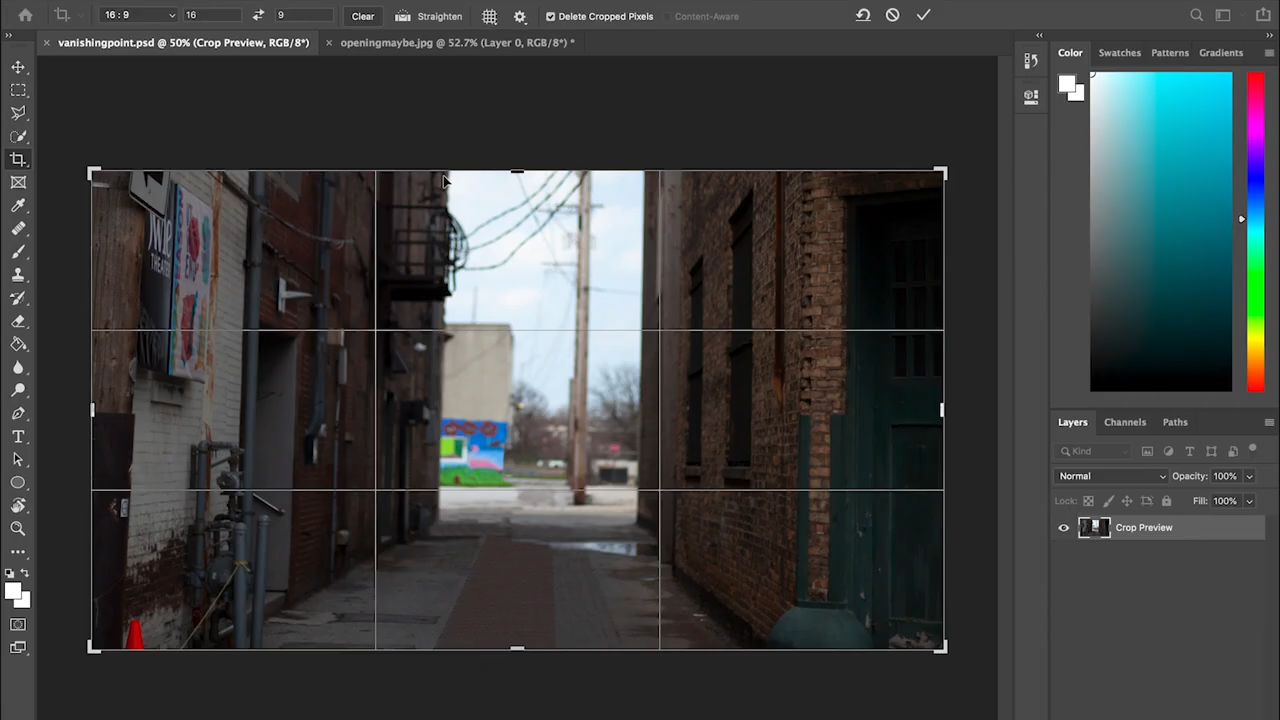 16 : 9 16 9 Clear Straighten Delete Cropped Pixels Content-Aware
vanishingpoint.psd @ 50% (Crop Preview, RGB/8*) openingmaybe.jpg @ 52.7% (Layer 0, RGB/8*) *
Color Swatches Patterns Gradients
THEATRE
Layers Channels Paths
Kind
Normal Opacity: 100%
Lock: Fill: 100%
Crop Preview